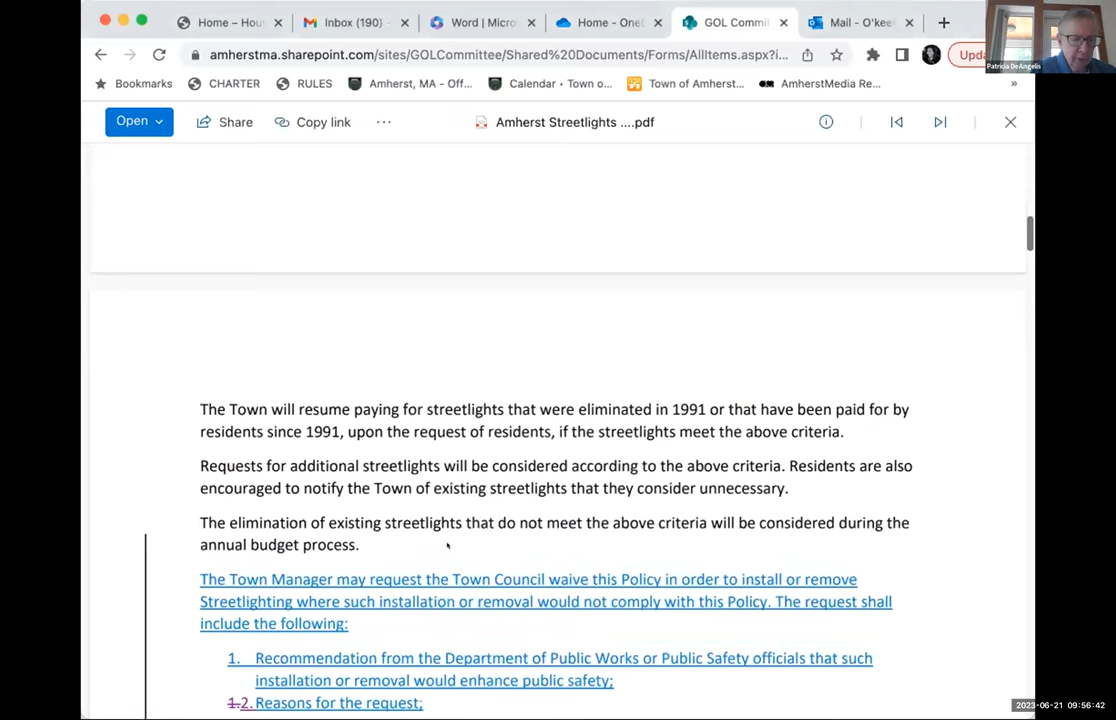 Home – Hous
Inbox (190)
Word | Micro
Home - OneD
GOL Commit
Mail - O'keef
amherstma.sharepoint.com/sites/GOLCommittee/Shared%20Documents/Forms/AllItems.aspx?i...
Upda
Bookmarks
CHARTER
RULES
Amherst, MA - Off...
Calendar • Town o...
Town of Amherst...
AmherstMedia Re...
»
Patricia DeAngelis
Open
Share
Copy link
...
Amherst Streetlights ....pdf
The Town will resume paying for streetlights that were eliminated in 1991 or that have been paid for by
residents since 1991, upon the request of residents, if the streetlights meet the above criteria.
Requests for additional streetlights will be considered according to the above criteria. Residents are also
encouraged to notify the Town of existing streetlights that they consider unnecessary.
The elimination of existing streetlights that do not meet the above criteria will be considered during the
annual budget process.
The Town Manager may request the Town Council waive this Policy in order to install or remove
Streetlighting where such installation or removal would not comply with this Policy. The request shall
include the following:
1. Recommendation from the Department of Public Works or Public Safety officials that such
installation or removal would enhance public safety;
1.2. Reasons for the request;
2023-06-21 09:56:42